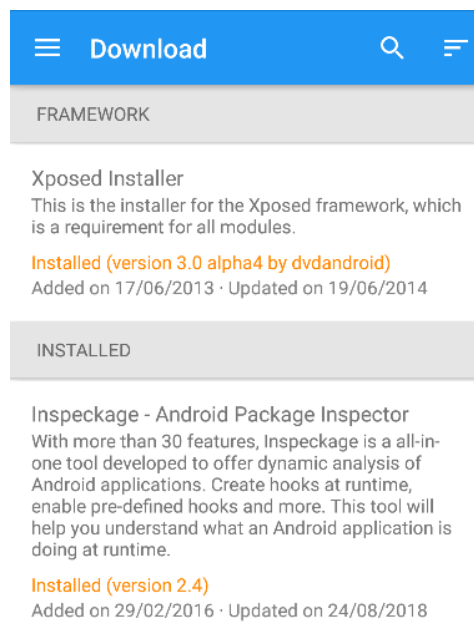 Download
FRAMEWORK
Xposed Installer
This is the installer for the Xposed framework, which
is a requirement for all modules.
Installed (version 3.0 alpha4 by dvdandroid)
Added on 17/06/2013 · Updated on 19/06/2014
INSTALLED
Inspeckage - Android Package Inspector
With more than 30 features, Inspeckage is a all-in-
one tool developed to offer dynamic analysis of
Android applications. Create hooks at runtime,
enable pre-defined hooks and more. This tool will
help you understand what an Android application is
doing at runtime.
Installed (version 2.4)
Added on 29/02/2016 · Updated on 24/08/2018